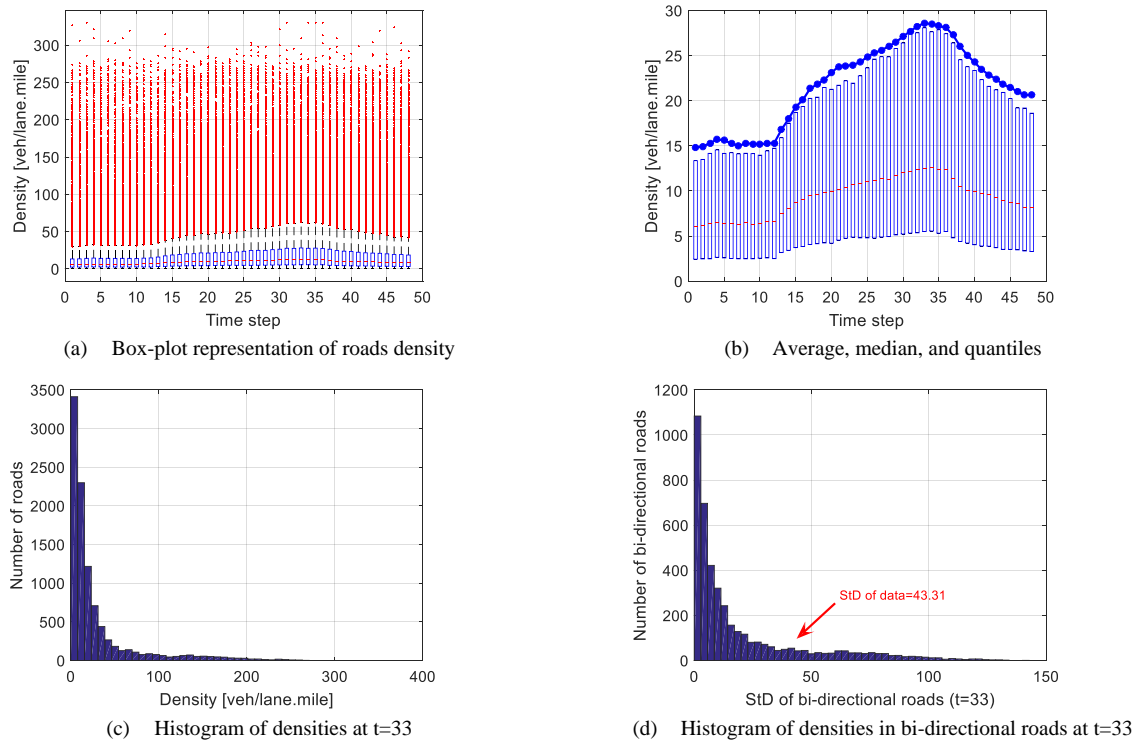 300
250
200
150
100
50
0
Density [veh/lane.mile]
0 5 10 15 20 25 30 35 40 45 50
Time step
(a) Box-plot representation of roads density
30
25
20
15
10
5
0
Density [veh/lane.mile]
0 5 10 15 20 25 30 35 40 45 50
Time step
(b) Average, median, and quantiles
3500
3000
2500
2000
1500
1000
500
0
Number of roads
0 100 200 300 400
Density [veh/lane.mile]
(c) Histogram of densities at t=33
1200
1000
800
600
400
200
0
Number of bi-directional roads
StD of data=43.31
0 50 100 150
StD of bi-directional roads (t=33)
(d) Histogram of densities in bi-directional roads at t=33